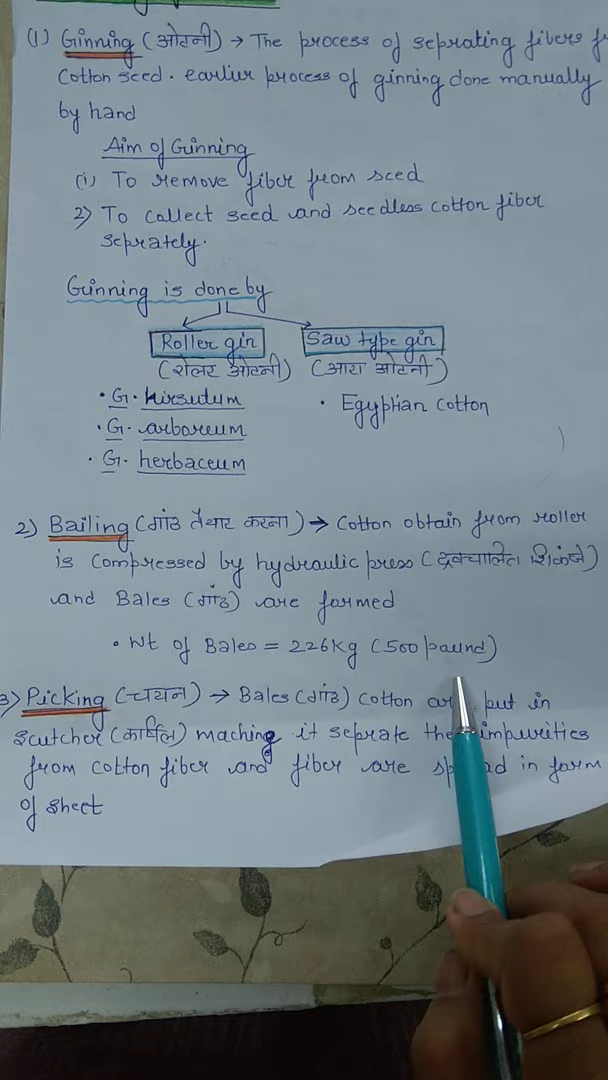 (1) Ginning (ओटनी) → The process of seprating fibers
Cotton seed. earlier process of ginning done manually
by hand
Aim of Ginning
(i) To remove fiber from seed
2) To collect seed and seedless cotton fiber
seprately.
Ginning is done by
Roller gin Saw type gin
(रोलर ओटनी) (आरा ओटनी)
• G. hirsutum • Egyptian Cotton
• G. arboreum
• G. herbaceum
2) Bailing (गांठ तैयार करना) → Cotton obtain from roller
is compressed by hydraulic press (द्रवचालित शिकंजे)
and Bales (गांठ) are formed
• Wt of Bales = 226Kg (500 paund)
3) Picking (चयन) → Bales (गांठ) Cotton are put in
Scutcher maching it seprate the impurities
from cotton fiber and fiber are in form
of sheet